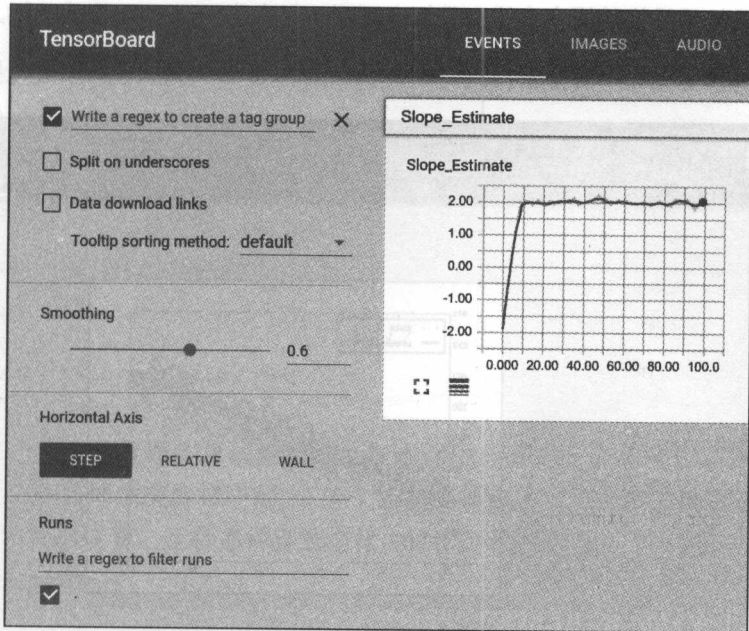 TensorBoard
EVENTS IMAGES AUDIO
Write a regex to create a tag group
Split on underscores
Data download links
Tooltip sorting method: default
Smoothing
0.6
Horizontal Axis
STEP RELATIVE WALL
Runs
Write a regex to filter runs
Slope_Estimate
Slope_Estimate
2.00
1.00
0.00
-1.00
-2.00
0.000 20.00 40.00 60.00 80.00 100.0